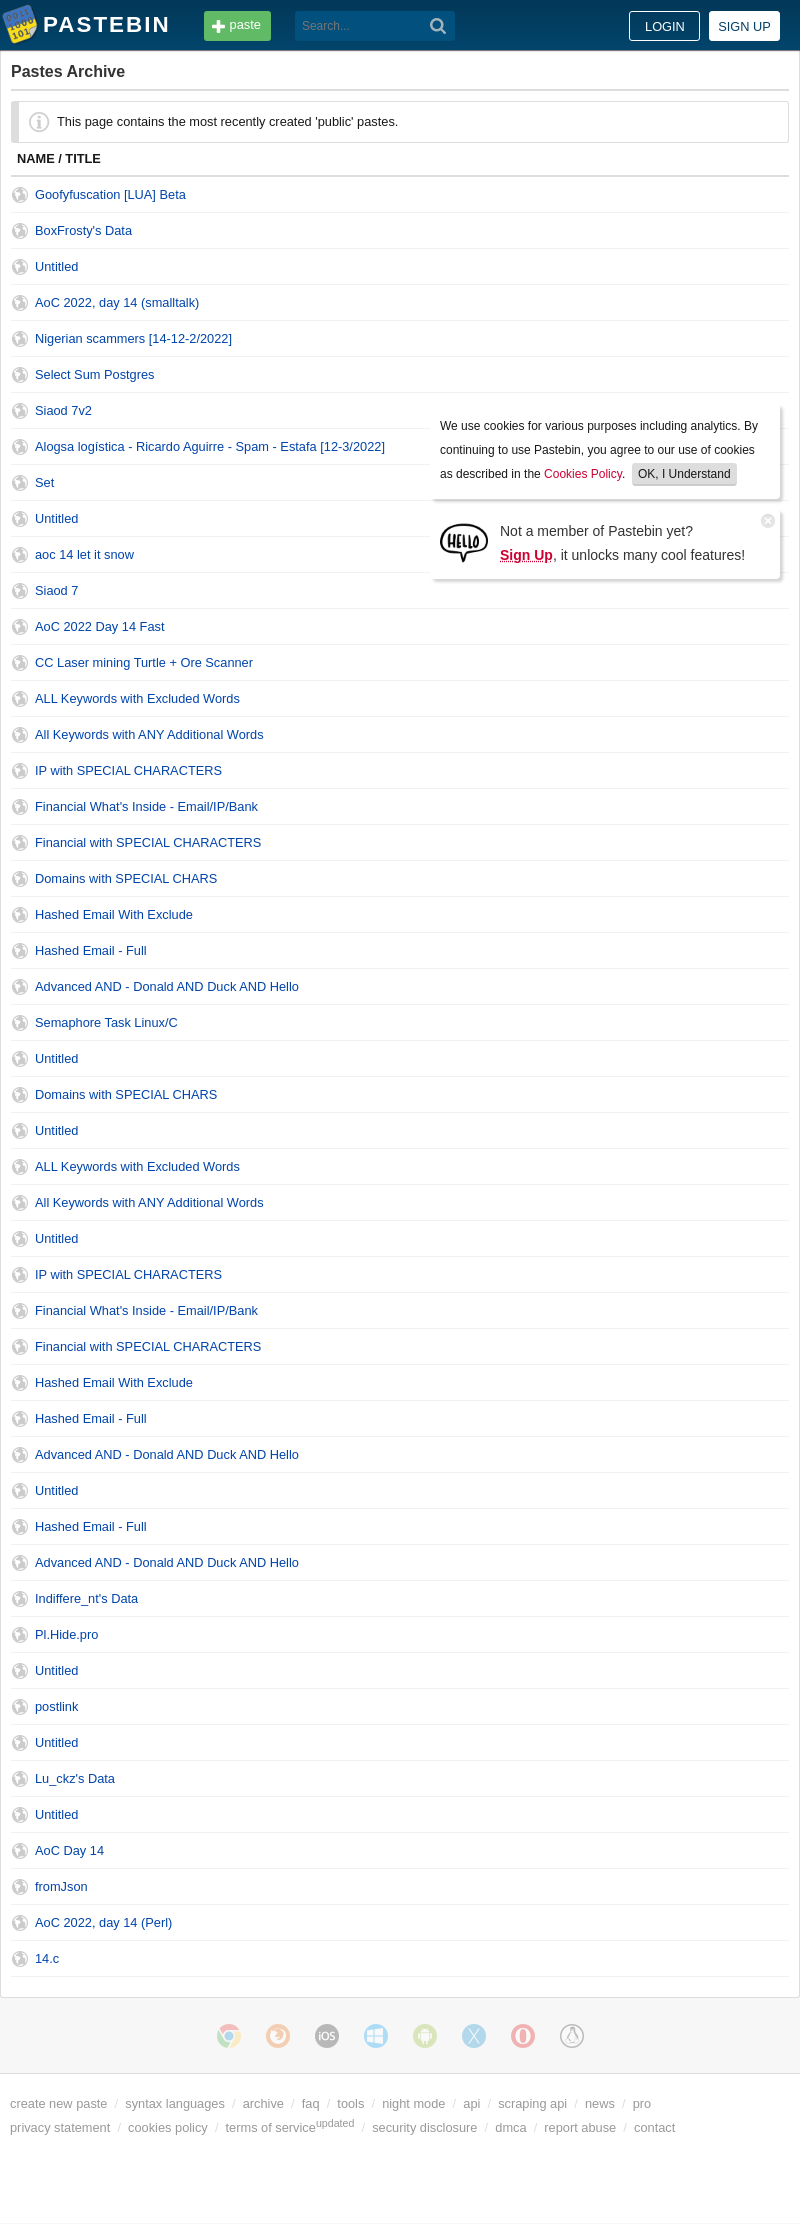 PASTEBIN paste Search... LOGIN SIGN UP
Pastes Archive
This page contains the most recently created 'public' pastes.
NAME / TITLE
Goofyfuscation [LUA] Beta
BoxFrosty's Data
Untitled
AoC 2022, day 14 (smalltalk)
Nigerian scammers [14-12-2/2022]
Select Sum Postgres
Siaod 7v2
Alogsa logística - Ricardo Aguirre - Spam - Estafa [12-3/2022]
Set
Untitled
aoc 14 let it snow
Siaod 7
We use cookies for various purposes including analytics. By
continuing to use Pastebin, you agree to our use of cookies
as described in the Cookies Policy. OK, I Understand
HELLO
Not a member of Pastebin yet?
Sign Up, it unlocks many cool features!
AoC 2022 Day 14 Fast
CC Laser mining Turtle + Ore Scanner
ALL Keywords with Excluded Words
All Keywords with ANY Additional Words
IP with SPECIAL CHARACTERS
Financial What's Inside - Email/IP/Bank
Financial with SPECIAL CHARACTERS
Domains with SPECIAL CHARS
Hashed Email With Exclude
Hashed Email - Full
Advanced AND - Donald AND Duck AND Hello
Semaphore Task Linux/C
Untitled
Domains with SPECIAL CHARS
Untitled
ALL Keywords with Excluded Words
All Keywords with ANY Additional Words
Untitled
IP with SPECIAL CHARACTERS
Financial What's Inside - Email/IP/Bank
Financial with SPECIAL CHARACTERS
Hashed Email With Exclude
Hashed Email - Full
Advanced AND - Donald AND Duck AND Hello
Untitled
Hashed Email - Full
Advanced AND - Donald AND Duck AND Hello
Indiffere_nt's Data
Pl.Hide.pro
Untitled
postlink
Untitled
Lu_ckz's Data
Untitled
AoC Day 14
fromJson
AoC 2022, day 14 (Perl)
14.c
iOS
create new paste / syntax languages / archive / faq / tools / night mode / api / scraping api / news / pro
privacy statement / cookies policy / terms of service updated / security disclosure / dmca / report abuse / contact